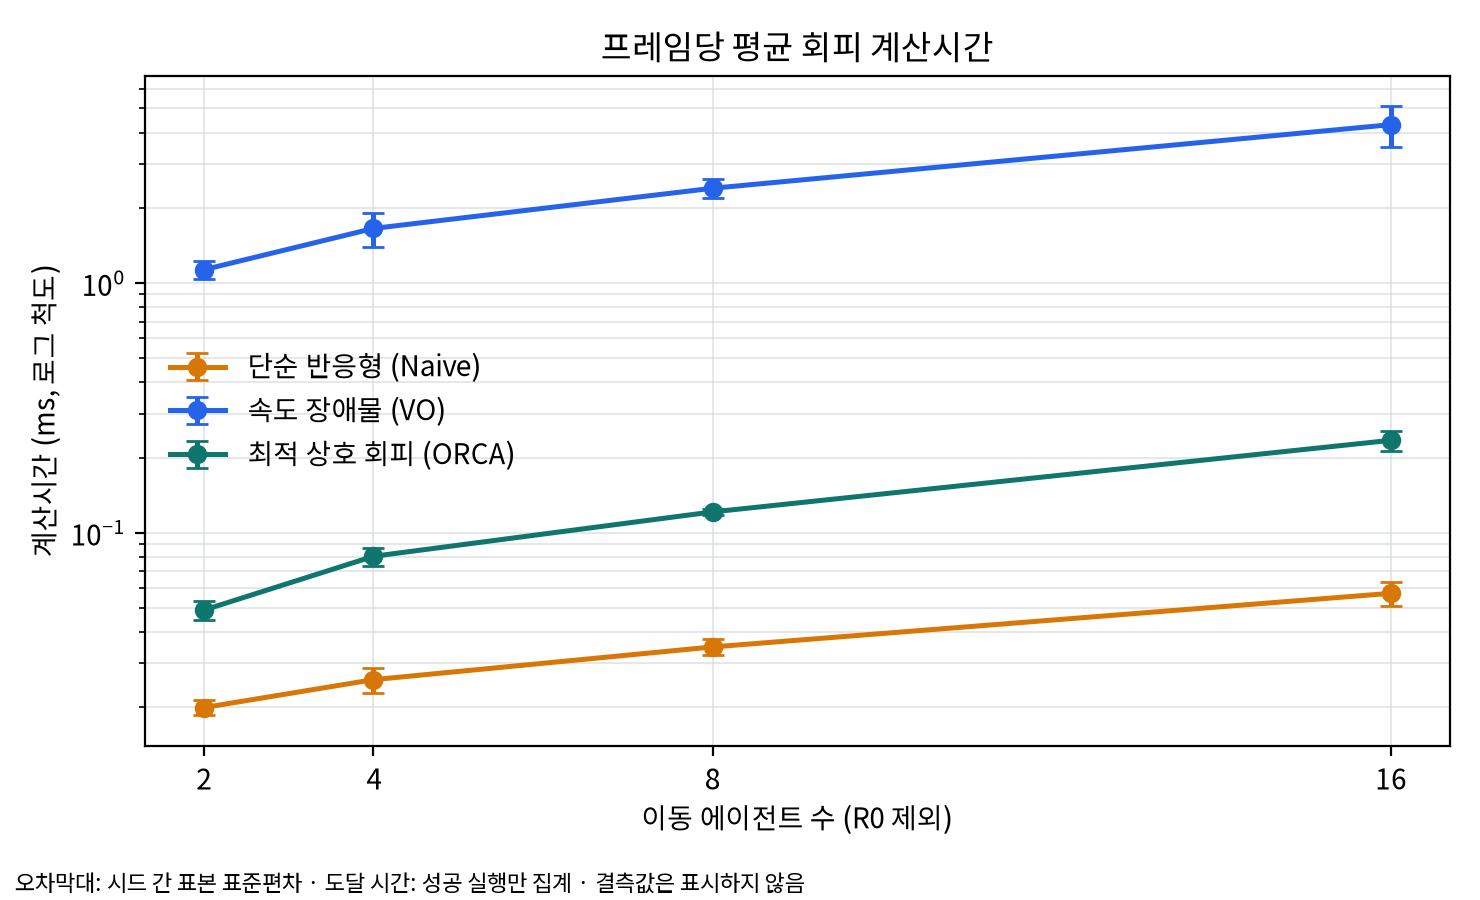 프레임당 평균 회피 계산시간
계산시간 (ms, 로그 척도)
10⁰
10⁻¹
단순 반응형 (Naive)
속도 장애물 (VO)
최적 상호 회피 (ORCA)
2 4 8 16
이동 에이전트 수 (R0 제외)
오차막대: 시드 간 표본 표준편차 · 도달 시간: 성공 실행만 집계 · 결측값은 표시하지 않음